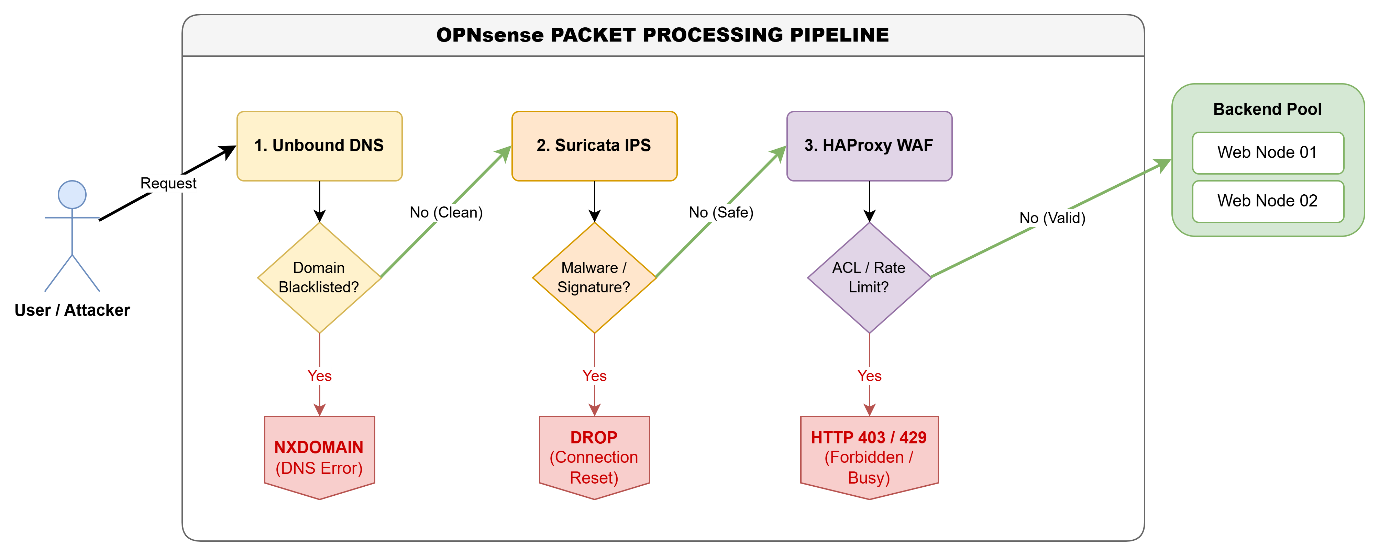 OPNsense PACKET PROCESSING PIPELINE
User / Attacker
Request
1. Unbound DNS
Domain
Blacklisted?
Yes
NXDOMAIN
(DNS Error)
No (Clean)
2. Suricata IPS
Malware /
Signature?
Yes
DROP
(Connection
Reset)
No (Safe)
3. HAProxy WAF
ACL / Rate
Limit?
Yes
HTTP 403 / 429
(Forbidden /
Busy)
No (Valid)
Backend Pool
Web Node 01
Web Node 02